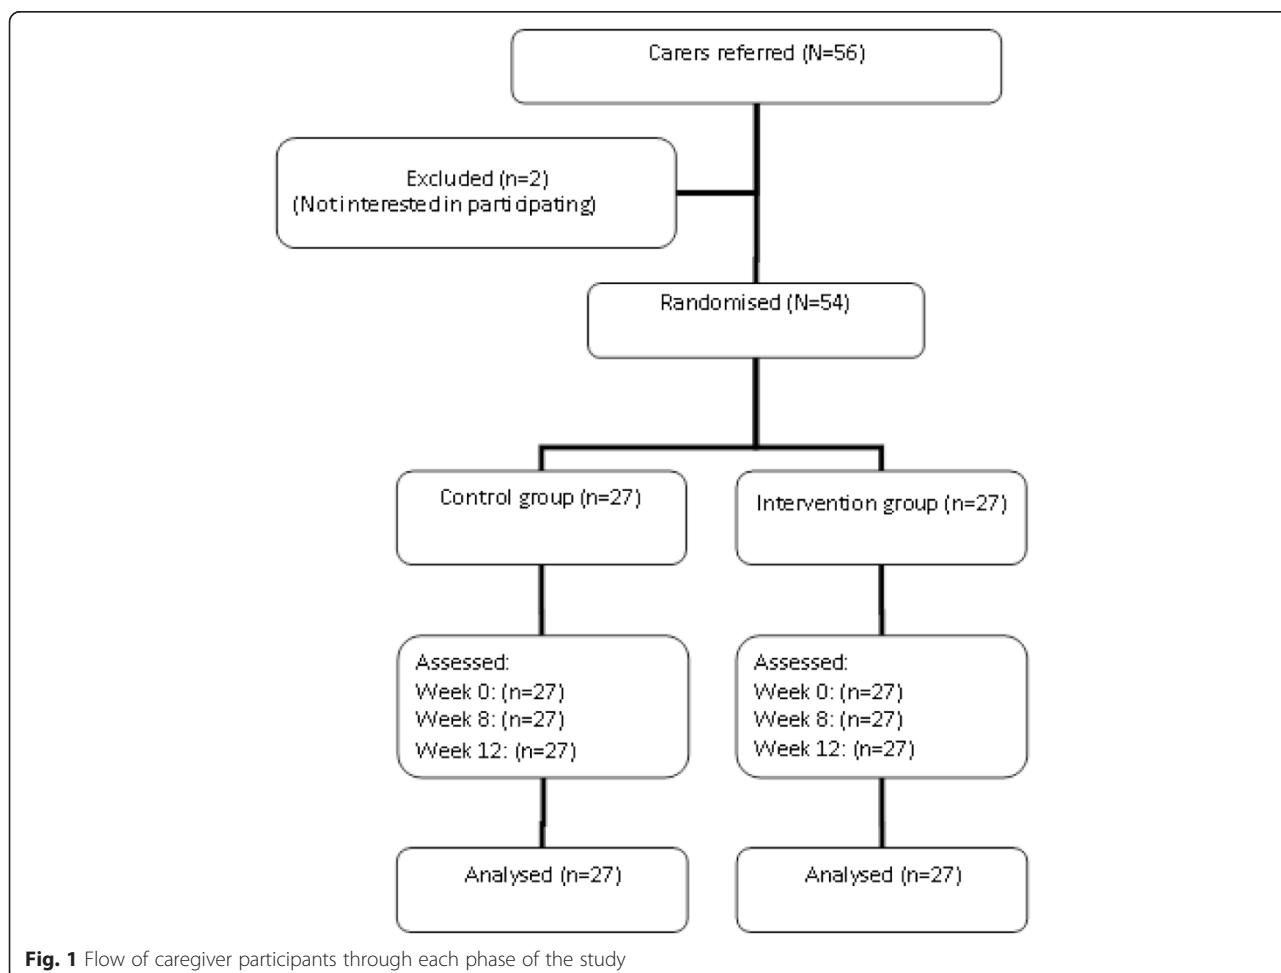 Carers referred (N=56)
Excluded (n=2)
(Not interested in participating)
Randomised (N=54)
Control group (n=27)
Intervention group (n=27)
Assessed:
Week 0: (n=27)
Week 8: (n=27)
Week 12: (n=27)
Assessed:
Week 0: (n=27)
Week 8: (n=27)
Week 12: (n=27)
Analysed (n=27)
Analysed (n=27)
Fig. 1 Flow of caregiver participants through each phase of the study